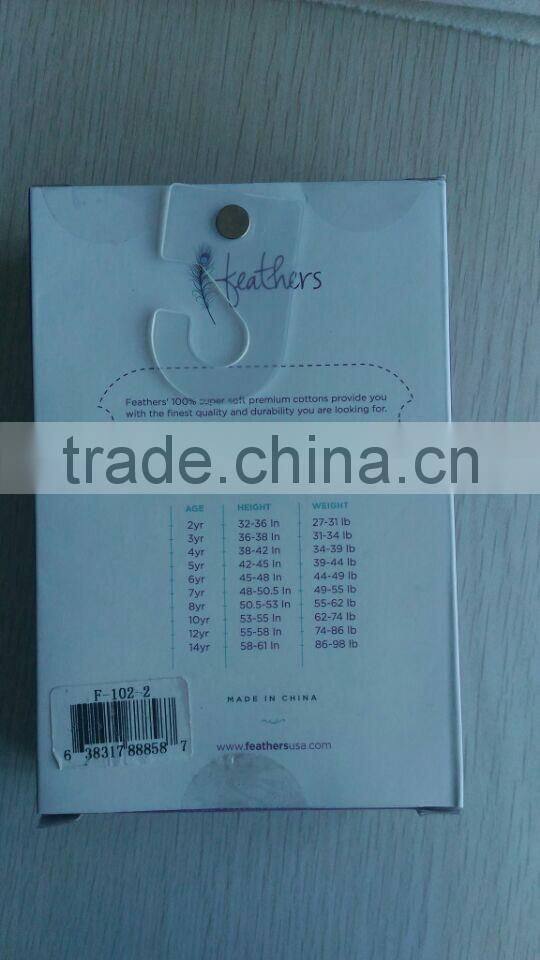 feathers
Feathers' 100% super soft premium cottons provide you
with the finest quality and durability you are looking for.
trade.china.cn
AGE HEIGHT WEIGHT
2yr 32-36 In 27-31 lb
3yr 36-38 In 31-34 lb
4yr 38-42 In 34-39 lb
5yr 42-45 In 39-44 lb
6yr 45-48 In 44-49 lb
7yr 48-50.5 In 49-55 lb
8yr 50.5-53 In 55-62 lb
10yr 53-55 In 62-74 lb
12yr 55-58 In 74-86 lb
14yr 58-61 In 86-98 lb
MADE IN CHINA
F-102-2
6 38317 88858 7
www.feathersusa.com